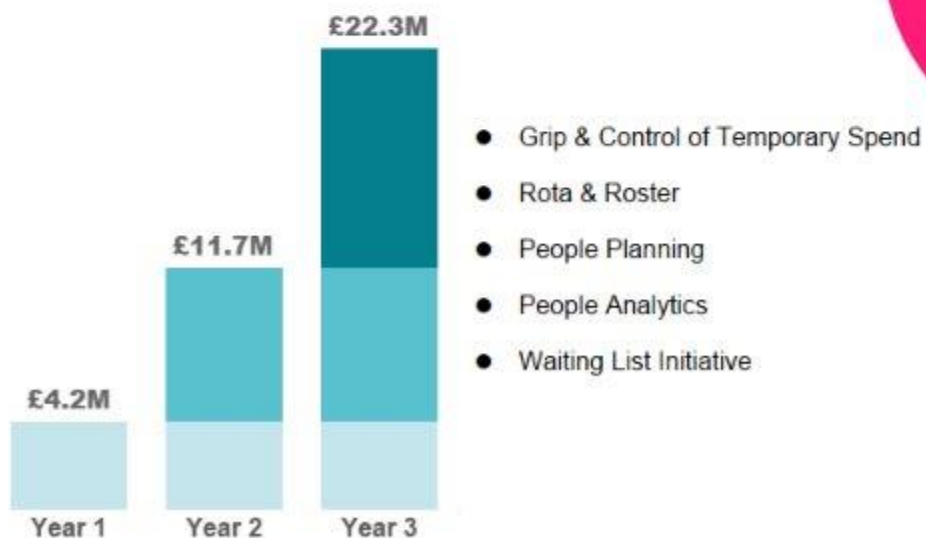 £22.3M
£11.7M
£4.2M
Year 1
Year 2
Year 3
● Grip & Control of Temporary Spend
● Rota & Roster
● People Planning
● People Analytics
● Waiting List Initiative